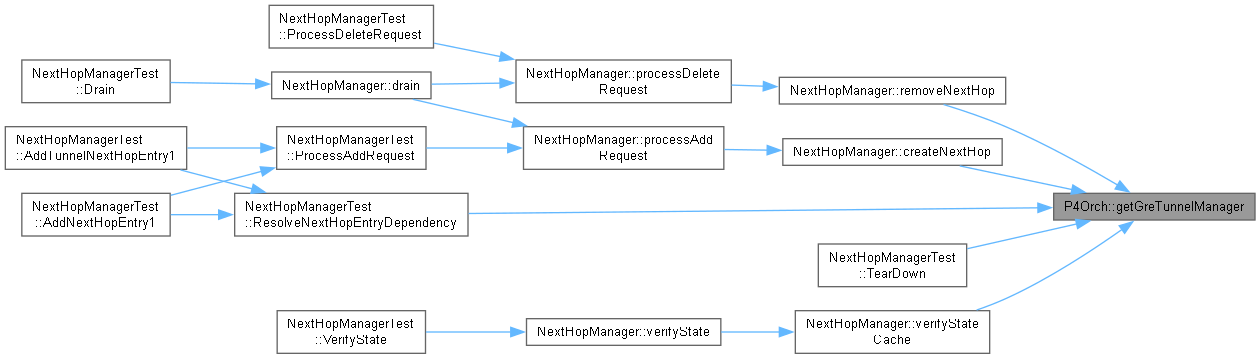 NextHopManagerTest
::ProcessDeleteRequest
NextHopManagerTest
::Drain
NextHopManager::drain
NextHopManager::processDelete
Request
NextHopManager::removeNextHop
NextHopManagerTest
::AddTunnelNextHopEntry1
NextHopManagerTest
::ProcessAddRequest
NextHopManager::processAdd
Request
NextHopManager::createNextHop
NextHopManagerTest
::AddNextHopEntry1
NextHopManagerTest
::ResolveNextHopEntryDependency
P4Orch::getGreTunnelManager
NextHopManagerTest
::TearDown
NextHopManagerTest
::VerifyState
NextHopManager::verifyState
NextHopManager::verifyState
Cache